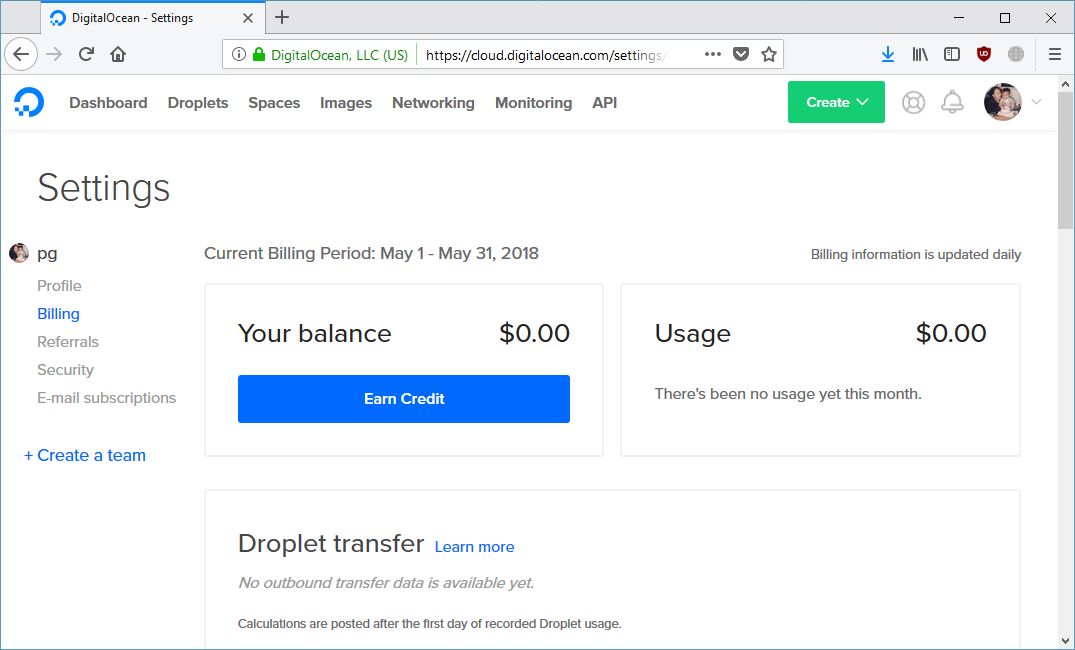 DigitalOcean - Settings
DigitalOcean, LLC (US) https://cloud.digitalocean.com/settings/
Dashboard Droplets Spaces Images Networking Monitoring API Create
Settings
pg
Profile
Billing
Referrals
Security
E-mail subscriptions
+ Create a team
Current Billing Period: May 1 - May 31, 2018
Billing information is updated daily
Your balance $0.00
Earn Credit
Usage $0.00
There's been no usage yet this month.
Droplet transfer Learn more
No outbound transfer data is available yet.
Calculations are posted after the first day of recorded Droplet usage.